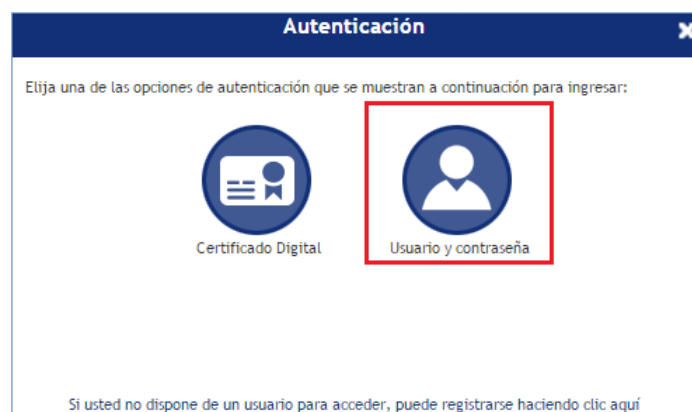 Autenticación
Elija una de las opciones de autenticación que se muestran a continuación para ingresar:
Certificado Digital
Usuario y contraseña
Si usted no dispone de un usuario para acceder, puede registrarse haciendo clic aquí